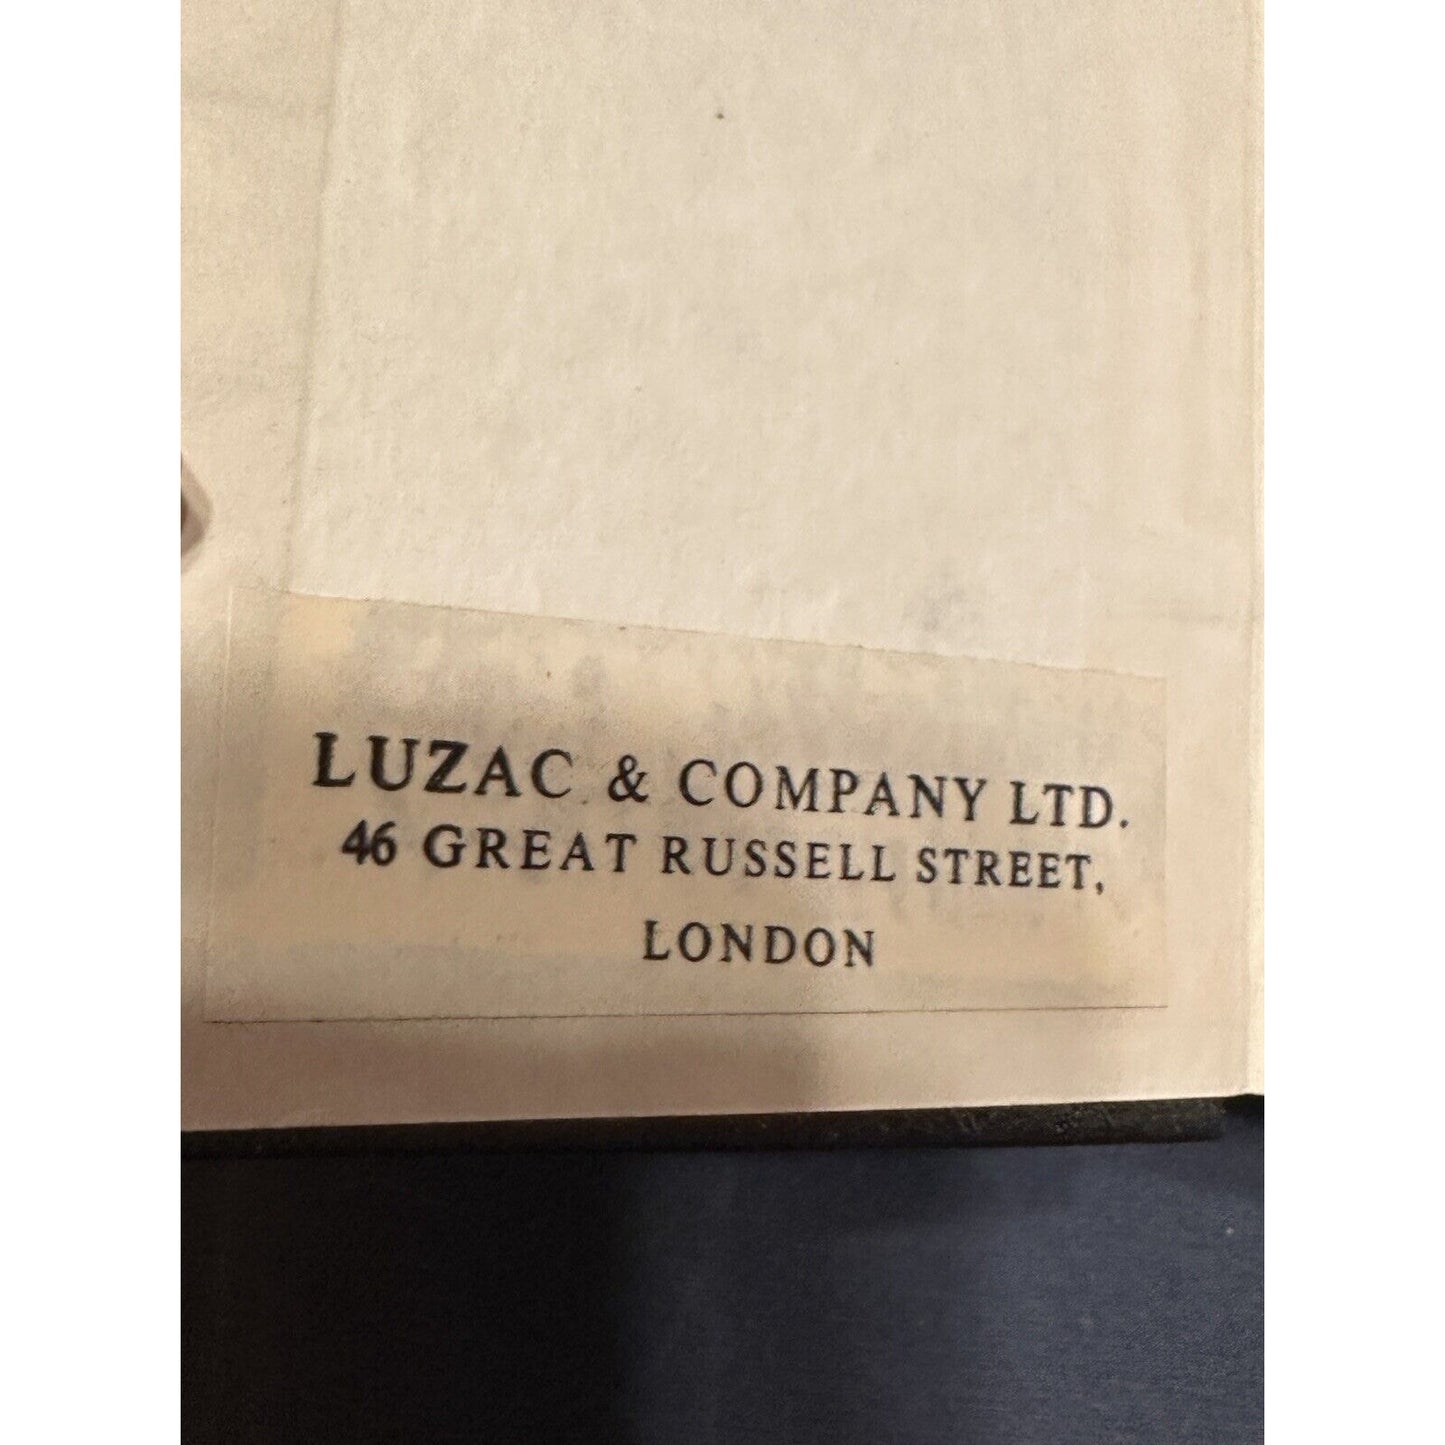 LUZAC & COMPANY LTD.
46 GREAT RUSSELL STREET,
LONDON